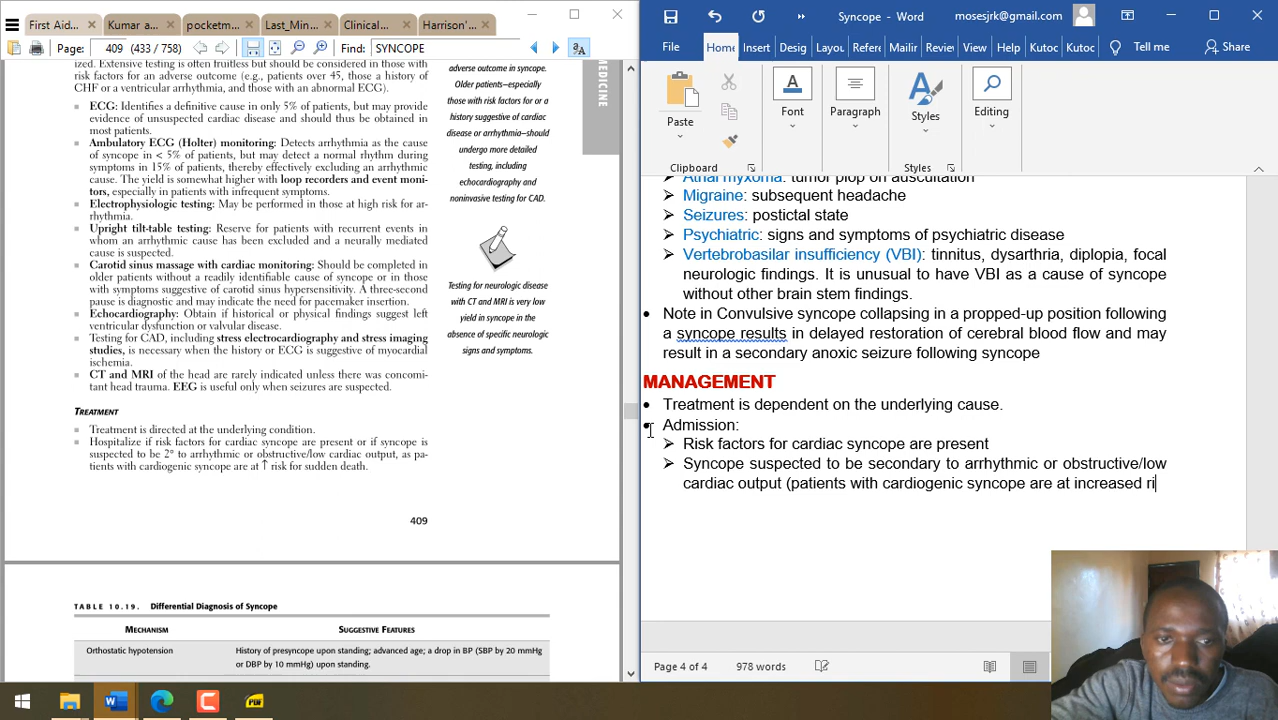 First Aid...
Kumar a...
pocketm...
Last_Min...
Clinical...
Harrison'...
Page: 409 (433 / 758)
Find: SYNCOPE
ized. Extensive testing is often fruitless but should be considered in those with
risk factors for an adverse outcome (e.g., patients over 45, those a history of
CHF or a ventricular arrhythmia, and those with an abnormal ECG).
ECG: Identifies a definitive cause in only 5% of patients, but may provide
evidence of unsuspected cardiac disease and should thus be obtained in
most patients.
Ambulatory ECG (Holter) monitoring: Detects arrhythmia as the cause
of syncope in < 5% of patients, but may detect a normal rhythm during
symptoms in 15% of patients, thereby effectively excluding an arrhythmic
cause. The yield is somewhat higher with loop recorders and event moni-
tors, especially in patients with infrequent symptoms.
Electrophysiologic testing: May be performed in those at high risk for ar-
rhythmia.
Upright tilt-table testing: Reserve for patients with recurrent events in
whom an arrhythmic cause has been excluded and a neurally mediated
cause is suspected.
Carotid sinus massage with cardiac monitoring: Should be completed in
older patients without a readily identifiable cause of syncope or in those
with symptoms suggestive of carotid sinus hypersensitivity. A three-second
pause is diagnostic and may indicate the need for pacemaker insertion.
Echocardiography: Obtain if historical or physical findings suggest left
ventricular dysfunction or valvular disease.
Testing for CAD, including stress electrocardiography and stress imaging
studies, is necessary when the history or ECG is suggestive of myocardial
ischemia.
CT and MRI of the head are rarely indicated unless there was concomi-
tant head trauma. EEG is useful only when seizures are suspected.
TREATMENT
Treatment is directed at the underlying condition.
Hospitalize if risk factors for cardiac syncope are present or if syncope is
suspected to be 2° to arrhythmic or obstructive/low cardiac output, as pa-
tients with cardiogenic syncope are at ↑ risk for sudden death.
409
adverse outcome in syncope.
Older patients—especially
those with risk factors for or a
history suggestive of cardiac
disease or arrhythmia—should
undergo more detailed
testing, including
echocardiography and
noninvasive testing for CAD.
Testing for neurologic disease
with CT and MRI is very low
yield in syncope in the
absence of specific neurologic
signs and symptoms.
MEDICINE
TABLE 10.19. Differential Diagnosis of Syncope
MECHANISM SUGGESTIVE FEATURES
Orthostatic hypotension History of presyncope upon standing; advanced age; a drop in BP (SBP by 20 mmHg
or DBP by 10 mmHg) upon standing.
Syncope - Word
mosesjrk@gmail.com
File Home Insert Desig Layou Refere Mailin Review View Help Kutoc Kutoc Tell me Share
Paste
Font
Paragraph
Styles
Editing
Clipboard
Styles
Atrial myxoma: tumor plop on auscultation
Migraine: subsequent headache
Seizures: postictal state
Psychiatric: signs and symptoms of psychiatric disease
Vertebrobasilar insufficiency (VBI): tinnitus, dysarthria, diplopia, focal
neurologic findings. It is unusual to have VBI as a cause of syncope
without other brain stem findings.
Note in Convulsive syncope collapsing in a propped-up position following
a syncope results in delayed restoration of cerebral blood flow and may
result in a secondary anoxic seizure following syncope
MANAGEMENT
Treatment is dependent on the underlying cause.
Admission:
Risk factors for cardiac syncope are present
Syncope suspected to be secondary to arrhythmic or obstructive/low
cardiac output (patients with cardiogenic syncope are at increased ri
Page 4 of 4 978 words